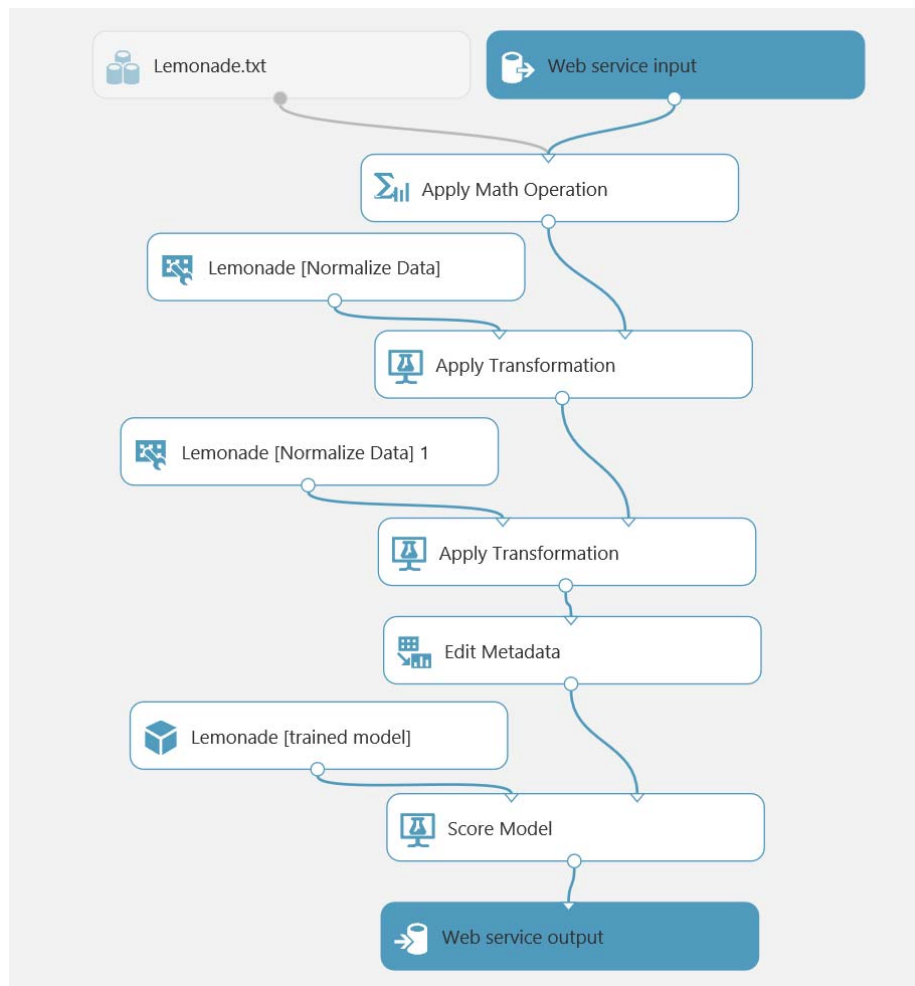 Lemonade.txt
Web service input
Apply Math Operation
Lemonade [Normalize Data]
Apply Transformation
Lemonade [Normalize Data] 1
Apply Transformation
Edit Metadata
Lemonade [trained model]
Score Model
Web service output